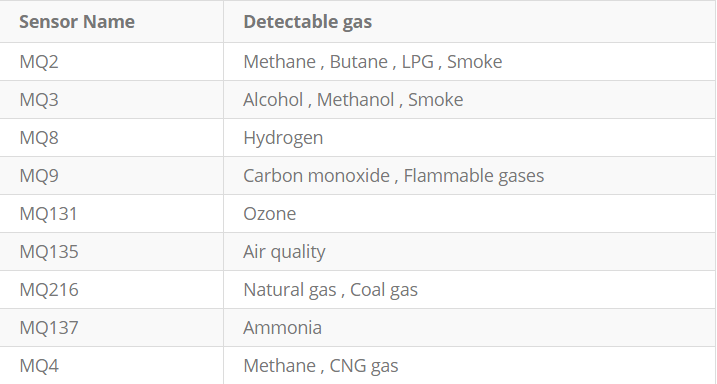 Sensor Name Detectable gas
MQ2 Methane , Butane , LPG , Smoke
MQ3 Alcohol , Methanol , Smoke
MQ8 Hydrogen
MQ9 Carbon monoxide , Flammable gases
MQ131 Ozone
MQ135 Air quality
MQ216 Natural gas , Coal gas
MQ137 Ammonia
MQ4 Methane , CNG gas